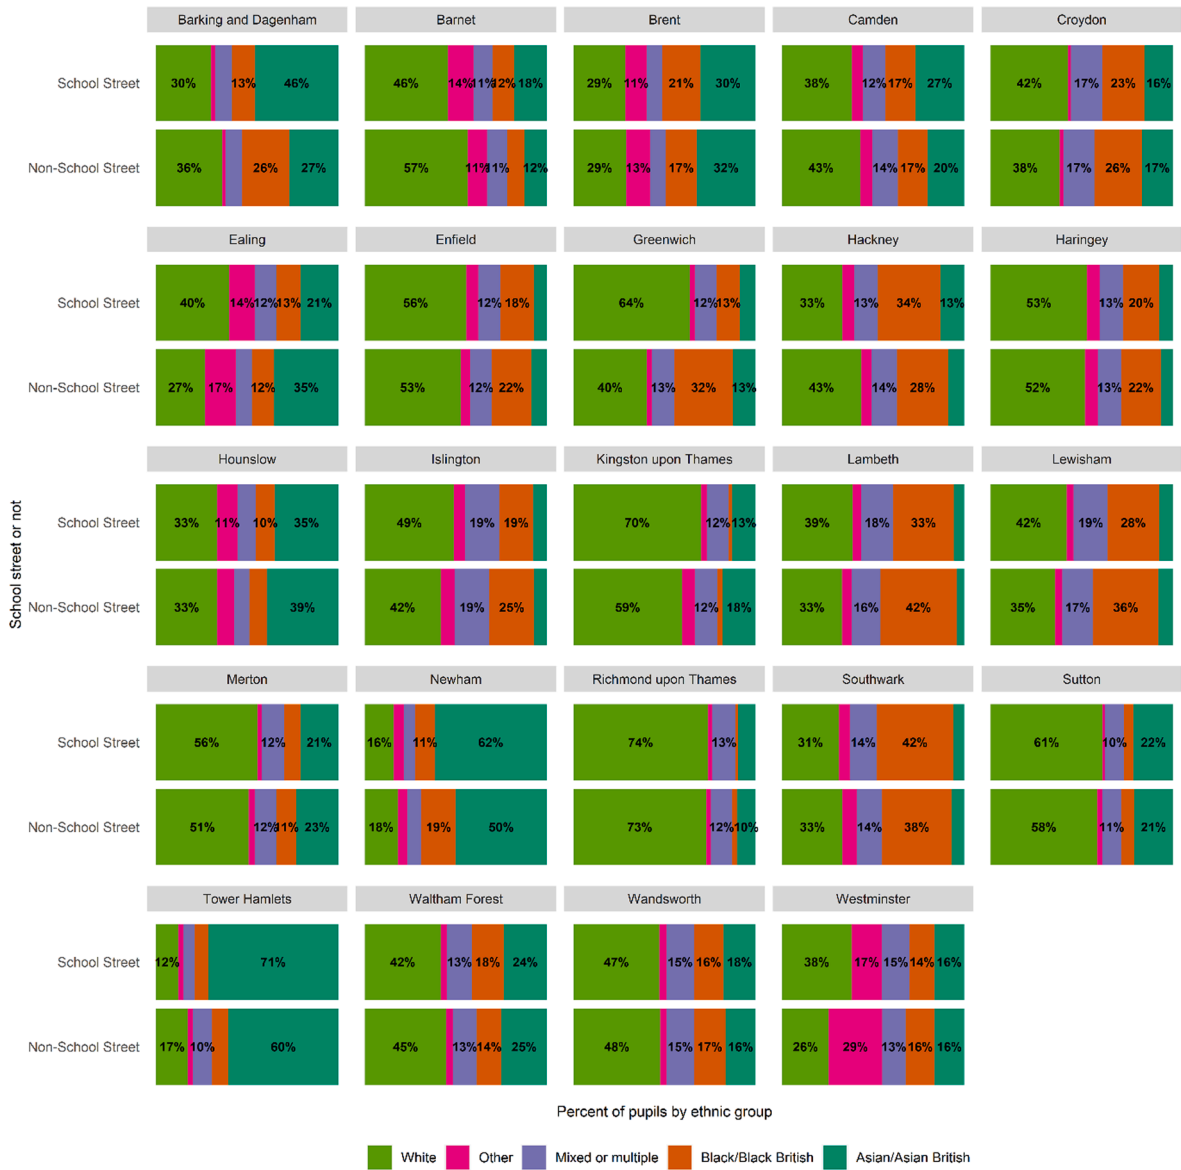 Barking and Dagenham Barnet Brent Camden Croydon
School Street 30% 13% 46% 46% 14% 11% 12% 18% 29% 11% 21% 30% 38% 12% 17% 27% 42% 17% 23% 16%
Non-School Street 36% 26% 27% 57% 11% 11% 12% 29% 13% 17% 32% 43% 14% 17% 20% 38% 17% 26% 17%
Ealing Enfield Greenwich Hackney Haringey
School Street 40% 14% 12% 13% 21% 56% 12% 18% 64% 12% 13% 33% 13% 34% 13% 53% 13% 20%
Non-School Street 27% 17% 12% 35% 53% 12% 22% 40% 13% 32% 13% 43% 14% 28% 52% 13% 22%
Hounslow Islington Kingston upon Thames Lambeth Lewisham
School Street 33% 11% 10% 35% 49% 19% 19% 70% 12% 13% 39% 18% 33% 42% 19% 28%
Non-School Street 33% 39% 42% 19% 25% 59% 12% 18% 33% 16% 42% 35% 17% 36%
Merton Newham Richmond upon Thames Southwark Sutton
School Street 56% 12% 21% 16% 11% 62% 74% 13% 31% 14% 42% 61% 10% 22%
Non-School Street 51% 12% 11% 23% 18% 19% 50% 73% 12% 10% 33% 14% 38% 58% 11% 21%
Tower Hamlets Waltham Forest Wandsworth Westminster
School Street 12% 71% 42% 13% 18% 24% 47% 15% 16% 18% 38% 17% 15% 14% 16%
Non-School Street 17% 10% 60% 45% 13% 14% 25% 48% 15% 17% 16% 26% 29% 13% 16% 16%
School street or not
Percent of pupils by ethnic group
White Other Mixed or multiple Black/Black British Asian/Asian British